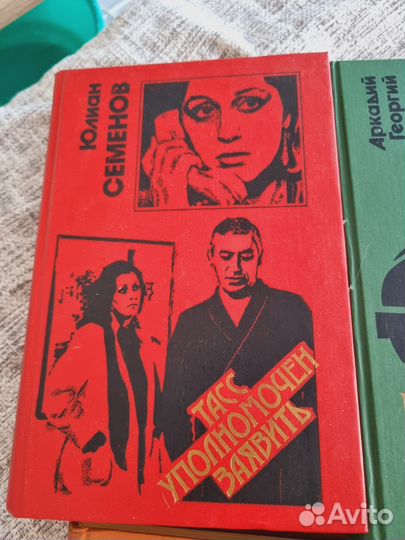 Юлиан
СЕМЕНОВ
ТАСС
УПОЛНОМОЧЕН
ЗАЯВИТЬ
Аркадий
Георгий
Avito